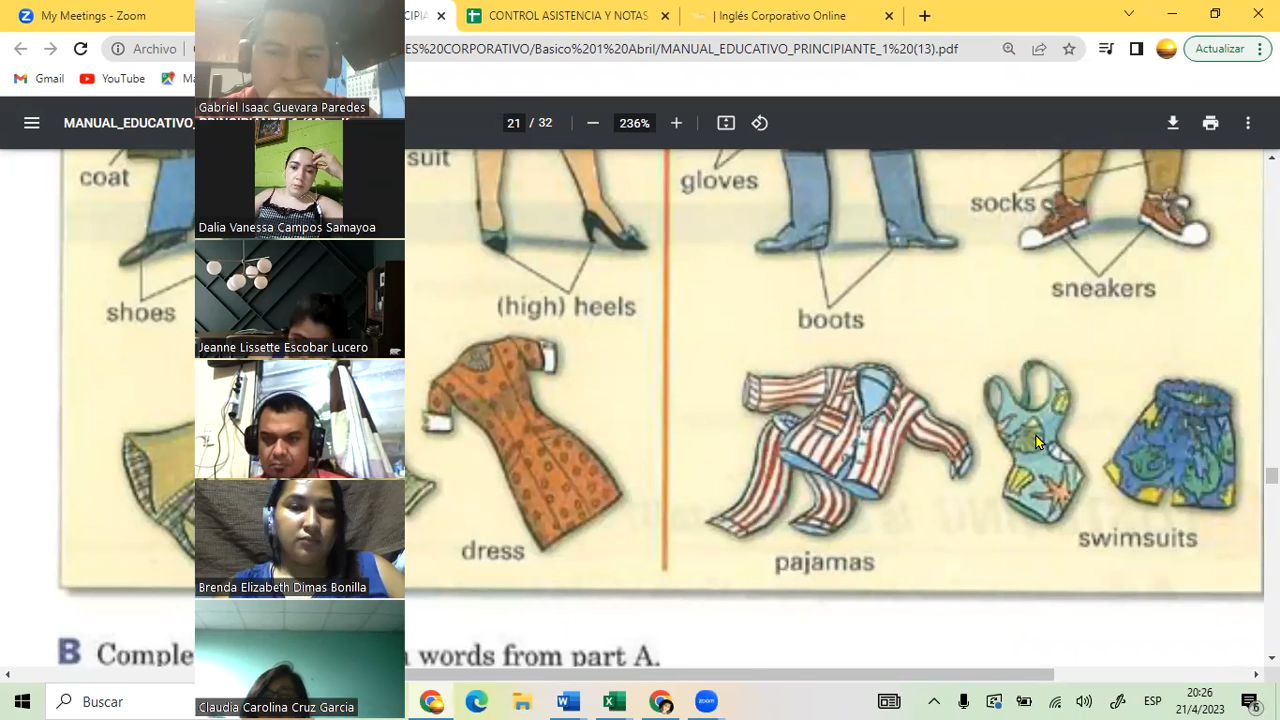 My Meetings - Zoom
CONTROL ASISTENCIA Y NOTAS
Inglés Corporativo Online
Archivo
ES%20CORPORATIVO/Basico%201%20Abril/MANUAL_EDUCATIVO_PRINCIPIANTE_1%20(13).pdf
Actualizar
Gmail
YouTube
MANUAL_EDUCATIVO_
21 / 32
236%
Gabriel Isaac Guevara Paredes
Dalia Vanessa Campos Samayoa
Jeanne Lissette Escobar Lucero
Brenda Elizabeth Dimas Bonilla
Claudia Carolina Cruz Garcia
coat
suit
gloves
socks
shoes
(high) heels
boots
sneakers
dress
pajamas
swimsuits
B Comple
words from part A.
Buscar
ESP
20:26
21/4/2023